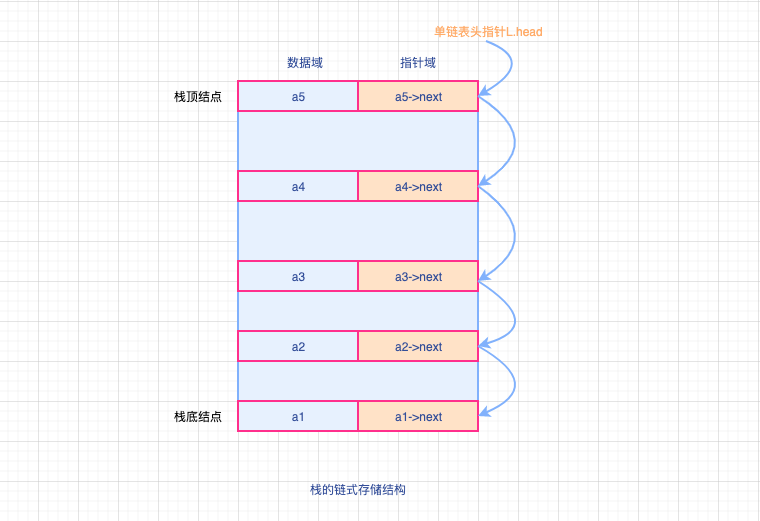 单链表头指针L.head
数据域 指针域
栈顶结点 a5 a5->next
a4 a4->next
a3 a3->next
a2 a2->next
栈底结点 a1 a1->next
栈的链式存储结构